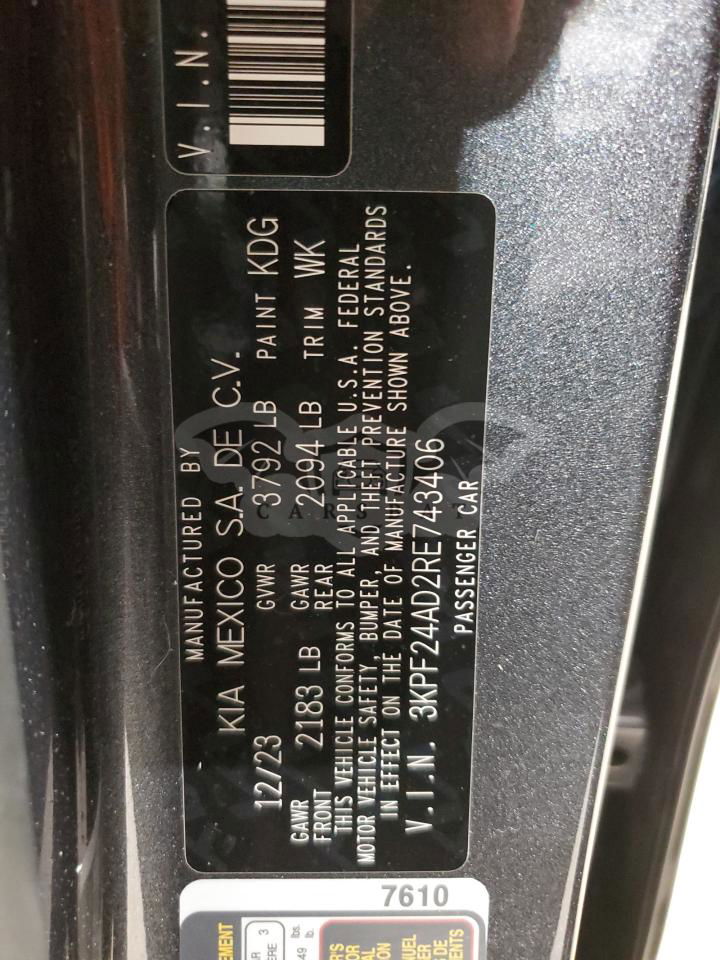 V.I.N.
MANUFACTURED BY
KIA MEXICO S.A. DE C.V.
12/23 GVWR 3792 LB PAINT KDG
GAWR FRONT 2183 LB GAWR REAR 2094 LB TRIM WK
THIS VEHICLE CONFORMS TO ALL APPLICABLE U.S.A. FEDERAL
MOTOR VEHICLE SAFETY, BUMPER, AND THEFT PREVENTION STANDARDS
IN EFFECT ON THE DATE OF MANUFACTURE SHOWN ABOVE.
V.I.N. 3KPF24AD2RE743406
PASSENGER CAR
CARS
7610
3